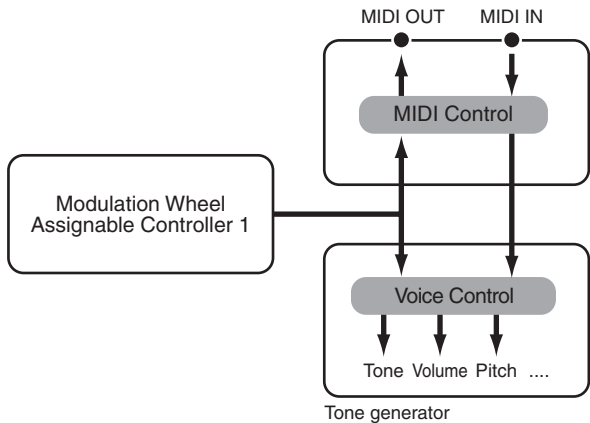 MIDI OUT MIDI IN
MIDI Control
Modulation Wheel
Assignable Controller 1
Voice Control
Tone Volume Pitch ....
Tone generator